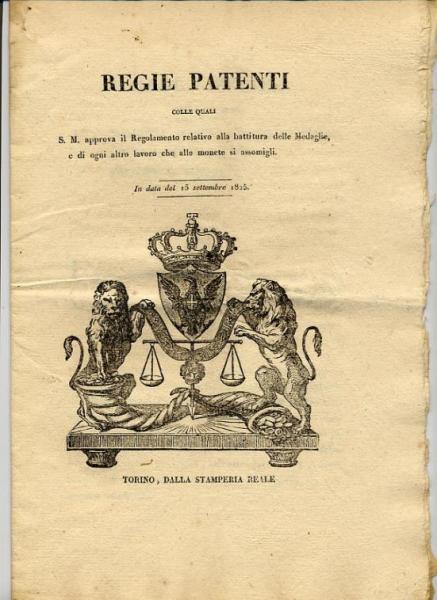 REGIE PATENTI
COLLE QUALI
S. M. approva il Regolamento relativo alla battitura delle Medaglie,
e di ogni altro lavoro che alle monete si assomigli.
In data del 15 settembre 1825.
TORINO, DALLA STAMPERIA REALE